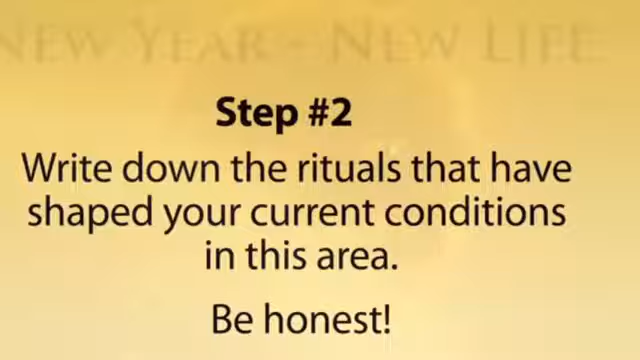 NEW YEAR - NEW LIFE
Step #2
Write down the rituals that have
shaped your current conditions
in this area.
Be honest!